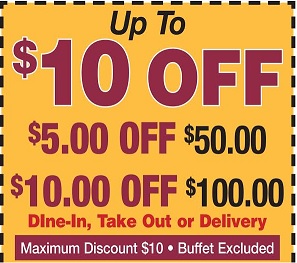 Up To
$10 OFF
$5.00 OFF $50.00
$10.00 OFF $100.00
DIne-In, Take Out or Delivery
Maximum Discount $10 • Buffet Excluded